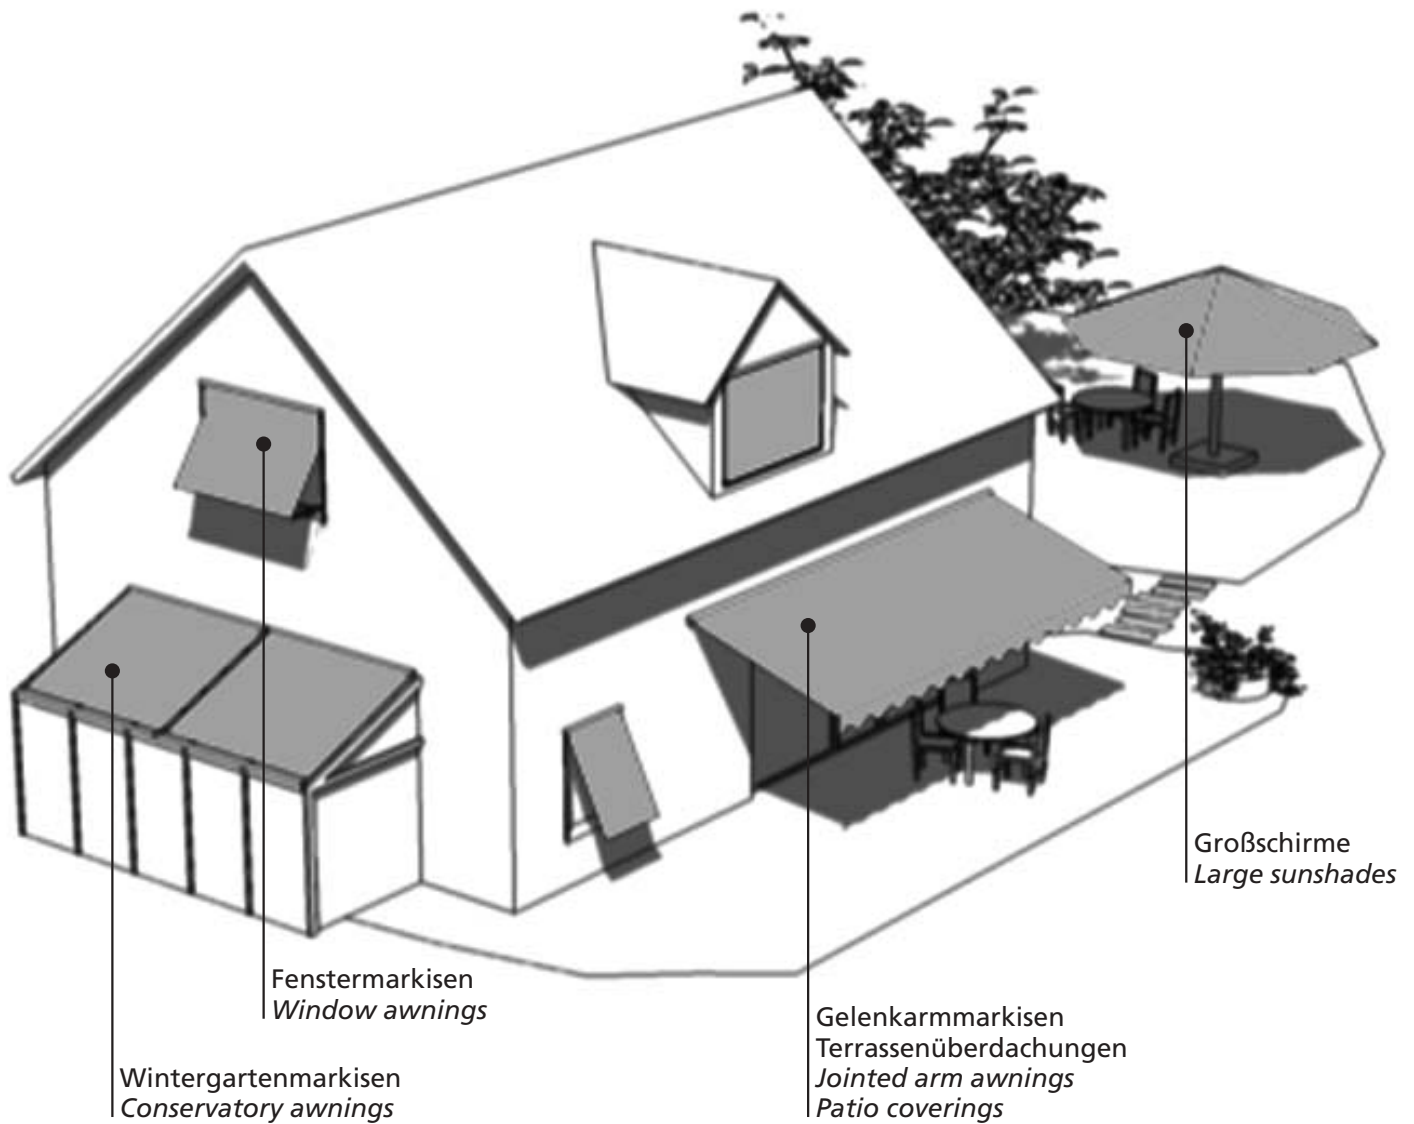 Großschirme
Large sunshades
Fenstermarkisen
Window awnings
Gelenkarmmarkisen
Terrassenüberdachungen
Jointed arm awnings
Patio coverings
Wintergartenmarkisen
Conservatory awnings